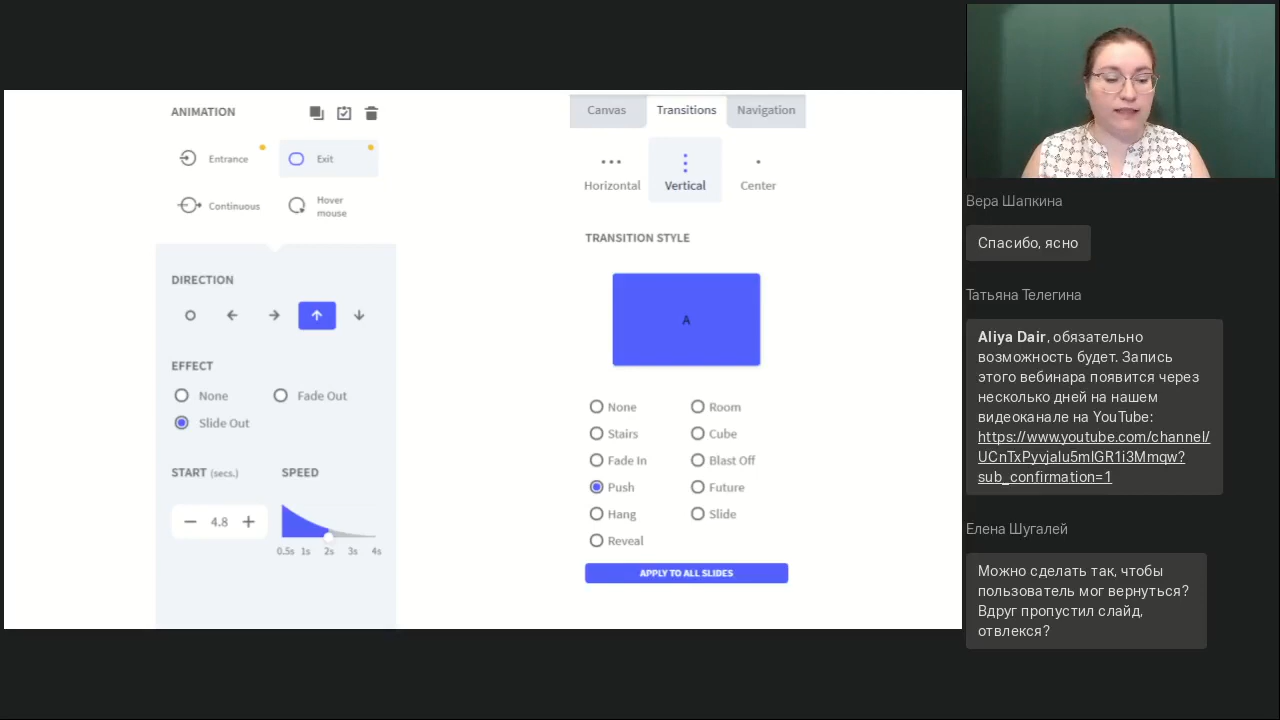 ANIMATION
Entrance
Exit
Continuous
Hover
mouse
DIRECTION
EFFECT
None
Fade Out
Slide Out
START (secs.)
SPEED
4.8
0.5s 1s 2s 3s 4s
Canvas
Transitions
Navigation
Horizontal
Vertical
Center
TRANSITION STYLE
A
None
Room
Stairs
Cube
Fade In
Blast Off
Push
Future
Hang
Slide
Reveal
APPLY TO ALL SLIDES
Вера Шапкина
Спасибо, ясно
Татьяна Телегина
Aliya Dair, обязательно
возможность будет. Запись
этого вебинара появится через
несколько дней на нашем
видеоканале на YouTube:
https://www.youtube.com/channel/
UCnTxPyvjalu5mlGR1i3Mmqw?
sub_confirmation=1
Елена Шугалей
Можно сделать так, чтобы
пользователь мог вернуться?
Вдруг пропустил слайд,
отвлекся?